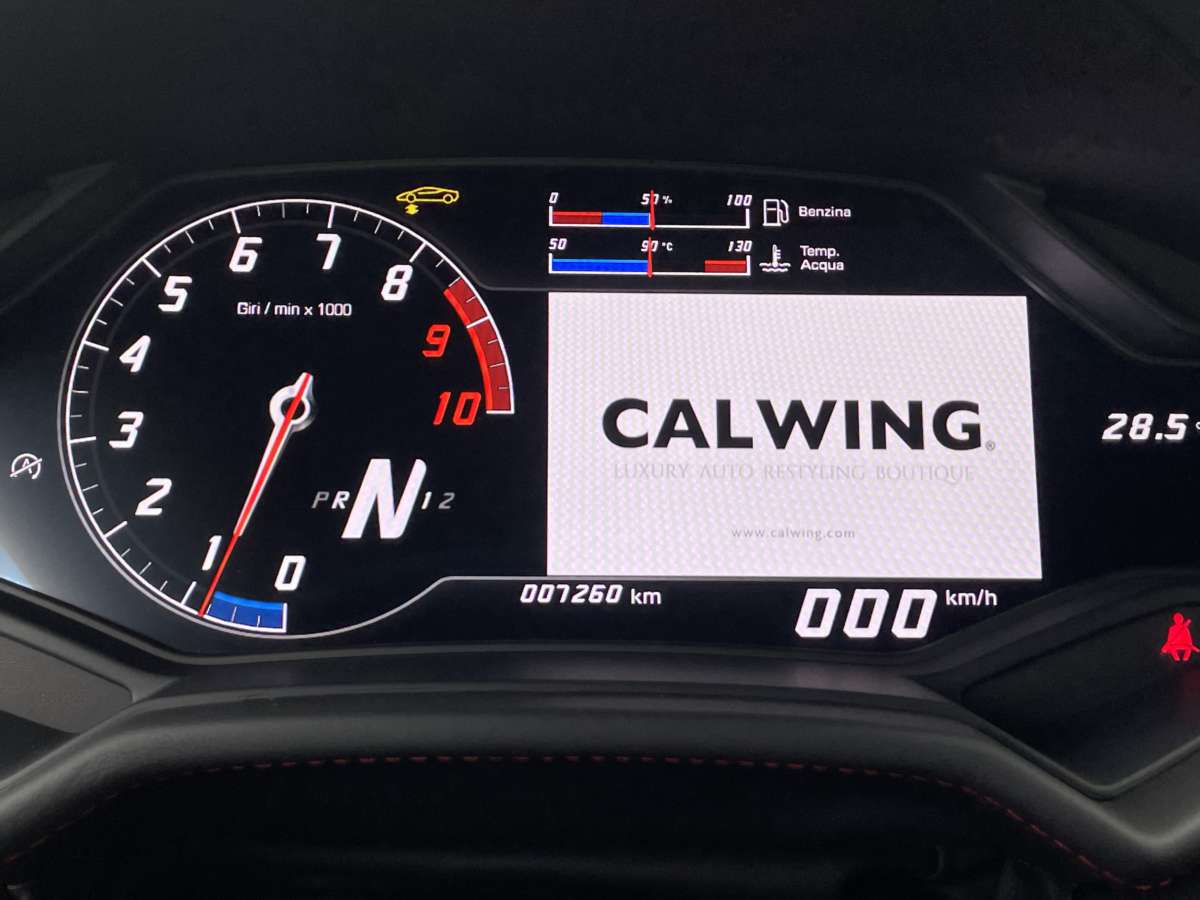 0 50 % 100
Benzina
50 90 °C 130
Temp.
Acqua
6 7
5 8
Giri / min x 1000
4 9
3 10
2
1 0
P R N 1 2
A
CALWING®
LUXURY AUTO RESTYLING BOUTIQUE
www.calwing.com
28.5
007260 km
000 km/h